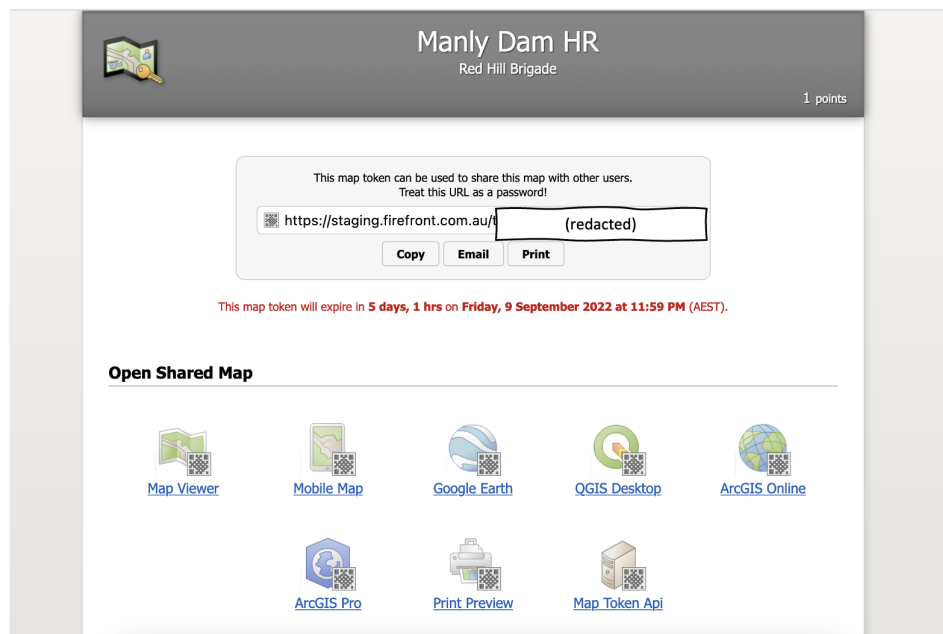 Manly Dam HR
Red Hill Brigade
1 points
This map token can be used to share this map with other users.
Treat this URL as a password!
https://staging.firefront.com.au/t
(redacted)
Copy Email Print
This map token will expire in 5 days, 1 hrs on Friday, 9 September 2022 at 11:59 PM (AEST).
Open Shared Map
Map Viewer Mobile Map Google Earth QGIS Desktop ArcGIS Online
ArcGIS Pro Print Preview Map Token Api